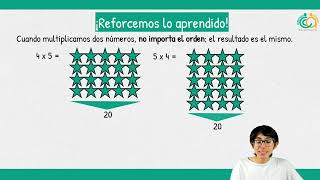 ¡Reforcemos lo aprendido!
Cuando multiplicamos dos números, no importa el orden; el resultado es el mismo.
4 x 5 =
5 x 4 =
20
20